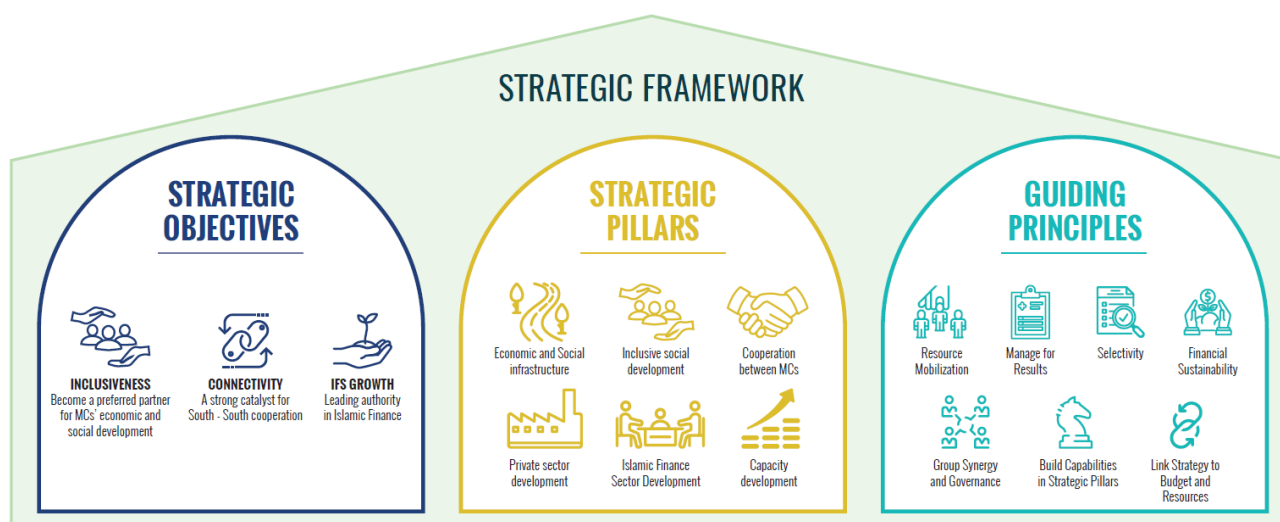 STRATEGIC FRAMEWORK
STRATEGIC
OBJECTIVES
INCLUSIVENESS
Become a preferred partner
for MCs' economic and
social development
CONNECTIVITY
A strong catalyst for
South - South cooperation
IFS GROWTH
Leading authority
in Islamic Finance
STRATEGIC
PILLARS
Economic and Social
infrastructure
Inclusive social
development
Cooperation
between MCs
Private sector
development
Islamic Finance
Sector Development
Capacity
development
GUIDING
PRINCIPLES
Resource
Mobilization
Manage for
Results
Selectivity
Financial
Sustainability
Group Synergy
and Governance
Build Capabilities
in Strategic Pillars
Link Strategy to
Budget and
Resources